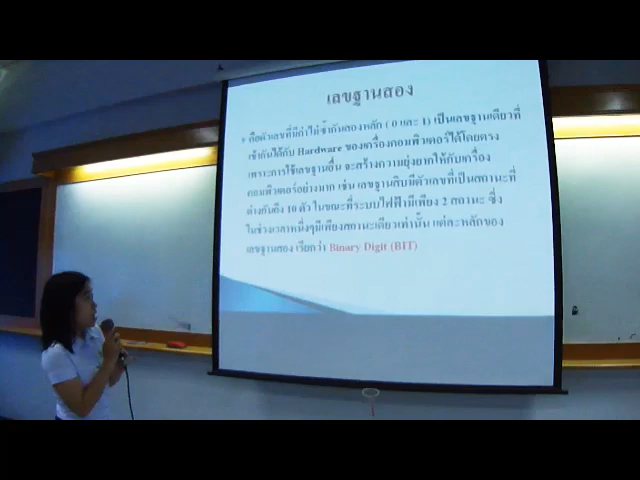 เลขฐานสอง
คือตัวเลขที่มีค่าไม่ซ้ำกันสองหลัก ( 0 และ 1) เป็นเลขฐานเดียวที่
เข้ากันได้กับ Hardware ของเครื่องคอมพิวเตอร์ได้โดยตรง
เพราะการใช้เลขฐานอื่น จะสร้างความยุ่งยากให้กับเครื่อง
คอมพิวเตอร์อย่างมาก เช่น เลขฐานสิบมีตัวเลขที่เป็นสถานะที่
ต่างกันถึง 10 ตัว ในขณะที่ระบบไฟฟ้ามีเพียง 2 สถานะ ซึ่ง
ในช่วงเวลาหนึ่งๆมีเพียงสถานะเดียวเท่านั้น แต่ละหลักของ
เลขฐานสอง เรียกว่า Binary Digit (BIT)